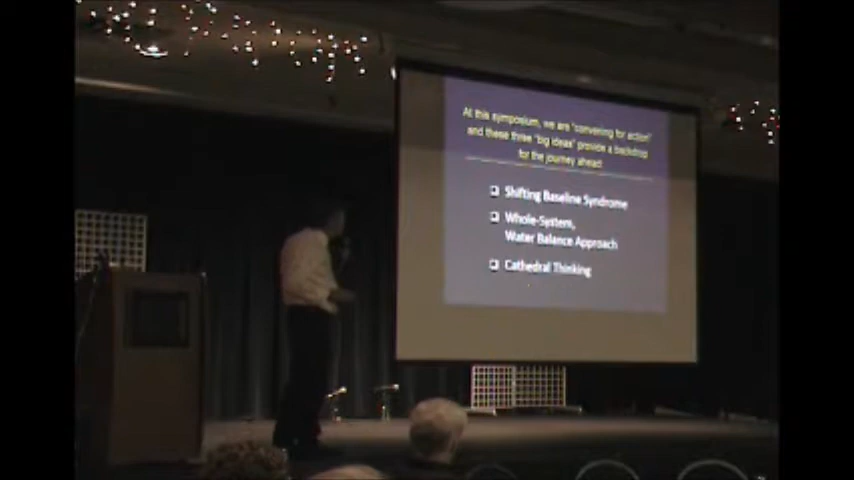 At this symposium, we are "convening for action"
and these three "big ideas" provide a backdrop
for the journey ahead
Shifting Baseline Syndrome
Whole-System,
Water Balance Approach
Cathedral Thinking